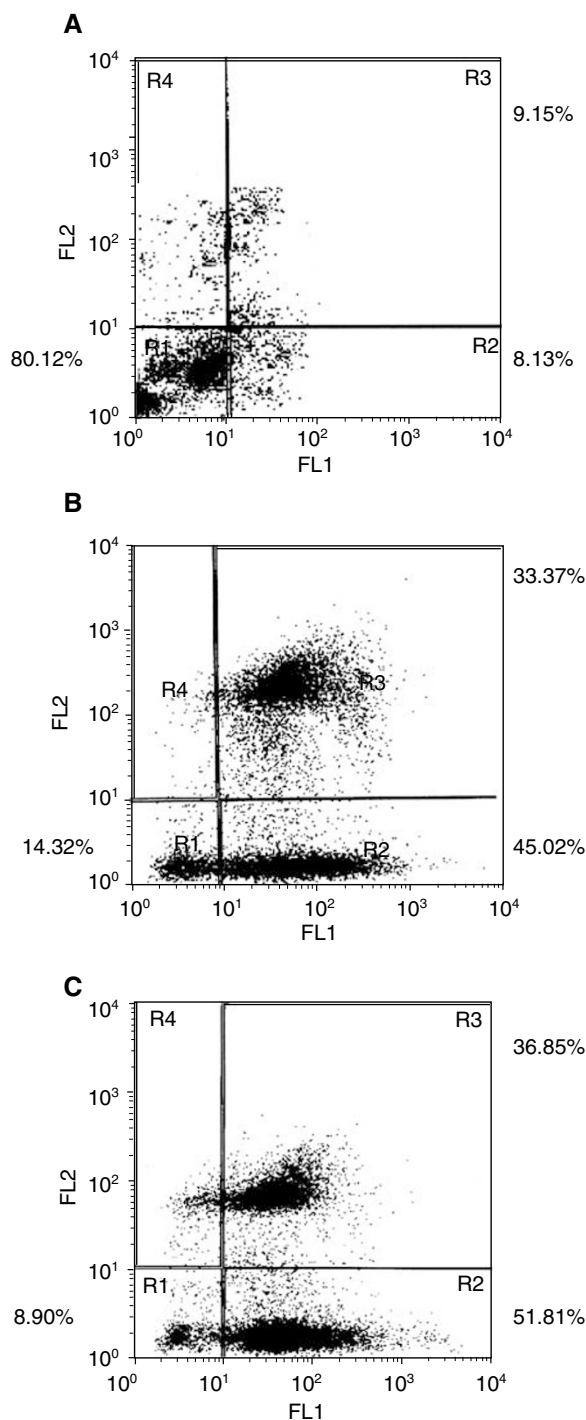 A
10⁴
R4
R3
9.15%
10³
FL2
10²
10¹
80.12%
R1
R2
8.13%
10⁰
10⁰ 10¹ 10² 10³ 10⁴
FL1
B
10⁴
33.37%
10³
R4
R3
FL2
10²
10¹
14.32%
R1
R2
45.02%
10⁰
10⁰ 10¹ 10² 10³ 10⁴
FL1
C
10⁴
R4
R3
36.85%
10³
FL2
10²
10¹
R1
R2
8.90%
51.81%
10⁰
10⁰ 10¹ 10² 10³ 10⁴
FL1